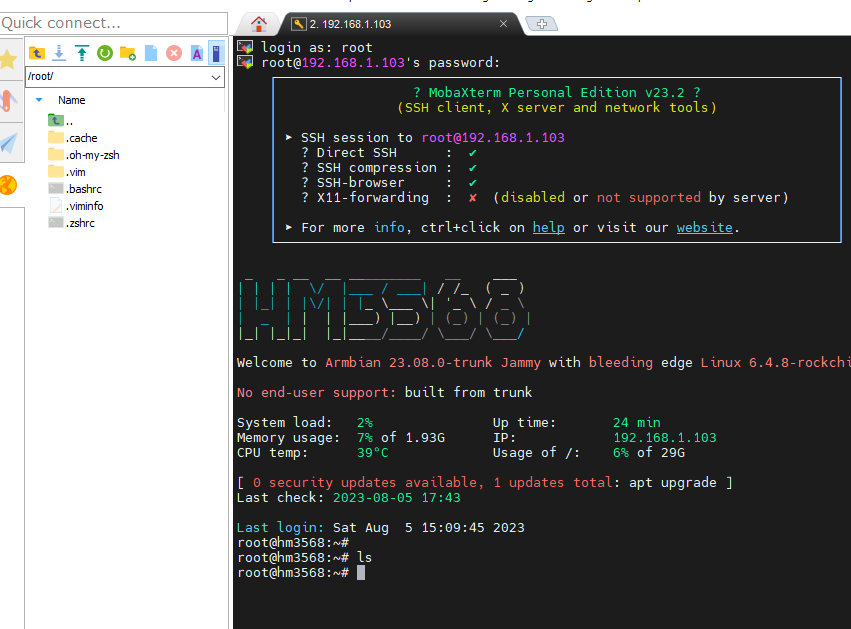 Quick connect...
2. 192.168.1.103
/root/
Name
..
.cache
.oh-my-zsh
.vim
.bashrc
.viminfo
.zshrc
login as: root
root@192.168.1.103's password:
? MobaXterm Personal Edition v23.2 ?
(SSH client, X server and network tools)
➤ SSH session to root@192.168.1.103
? Direct SSH : ✔
? SSH compression : ✔
? SSH-browser : ✔
? X11-forwarding : ✘ (disabled or not supported by server)
➤ For more info, ctrl+click on help or visit our website.
HM3568
Welcome to Armbian 23.08.0-trunk Jammy with bleeding edge Linux 6.4.8-rockchi
No end-user support: built from trunk
System load: 2% Up time: 24 min
Memory usage: 7% of 1.93G IP: 192.168.1.103
CPU temp: 39°C Usage of /: 6% of 29G
[ 0 security updates available, 1 updates total: apt upgrade ]
Last check: 2023-08-05 17:43
Last login: Sat Aug 5 15:09:45 2023
root@hm3568:~#
root@hm3568:~# ls
root@hm3568:~#